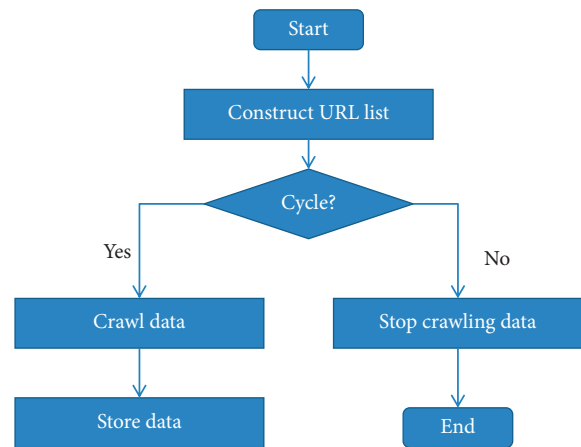 Start
Construct URL list
Cycle?
Yes
No
Crawl data
Stop crawling data
Store data
End